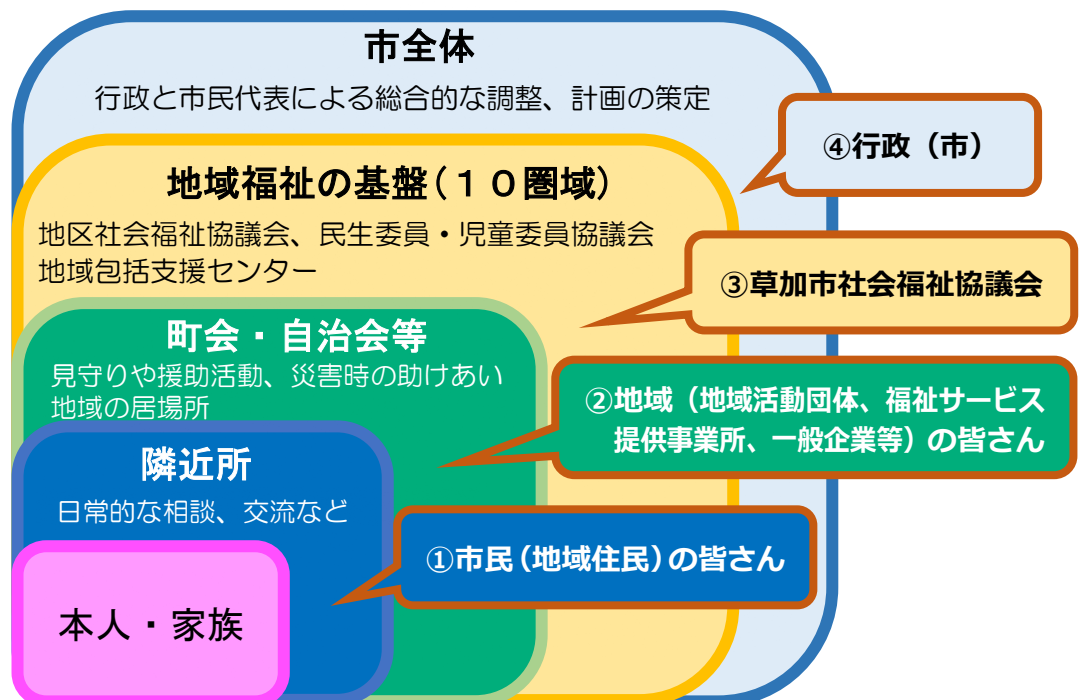 市全体
行政と市民代表による総合的な調整、計画の策定
④行政（市）
地域福祉の基盤（１０圏域）
地区社会福祉協議会、民生委員・児童委員協議会
地域包括支援センター
③草加市社会福祉協議会
町会・自治会等
見守りや援助活動、災害時の助けあい
地域の居場所
②地域（地域活動団体、福祉サービス
提供事業所、一般企業等）の皆さん
隣近所
日常的な相談、交流など
①市民（地域住民）の皆さん
本人・家族